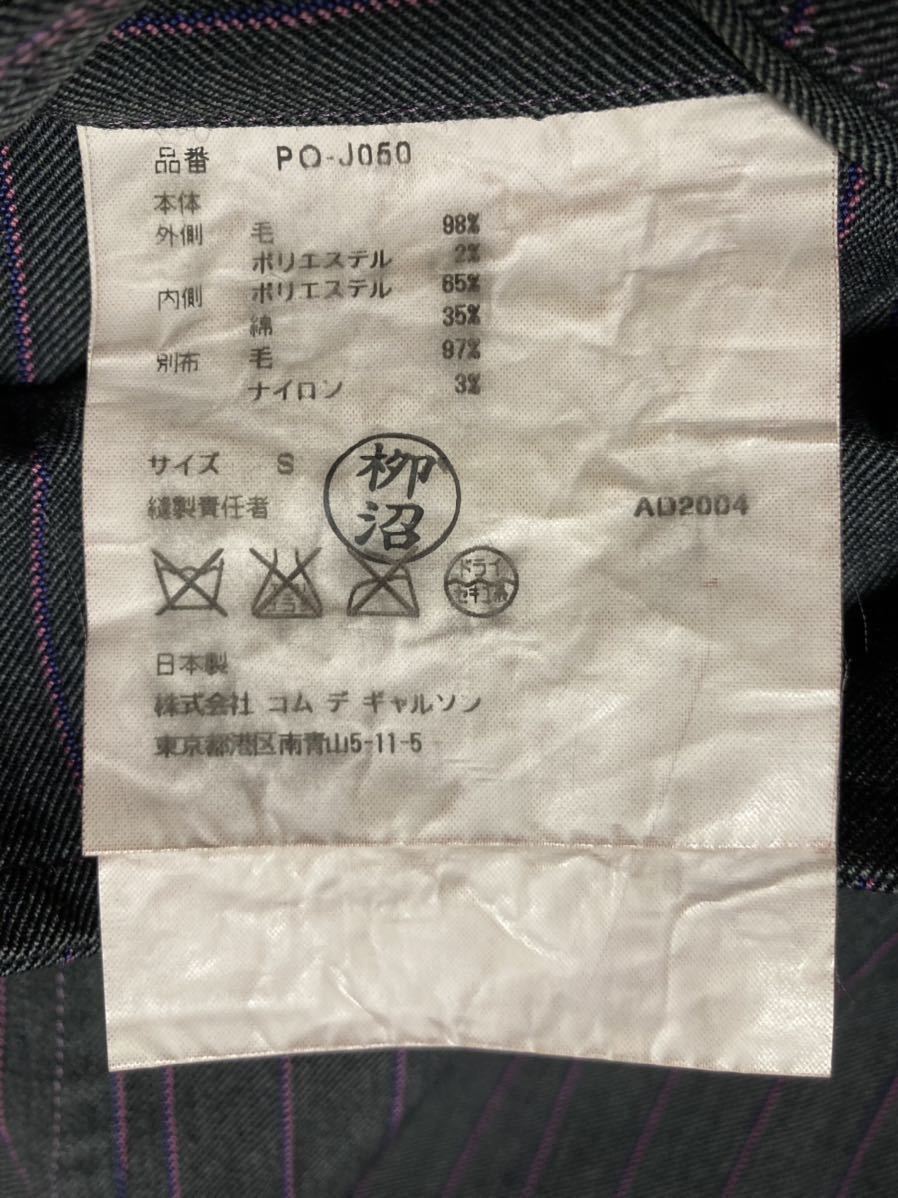 品番 PO-J050
本体
外側 毛 98%
ポリエステル 2%
内側 ポリエステル 65%
綿 35%
別布 毛 97%
ナイロン 3%
サイズ S
縫製責任者 柳沼 AD2004
ドライ
セキユ系
日本製
株式会社 コム デ ギャルソン
東京都港区南青山5-11-5